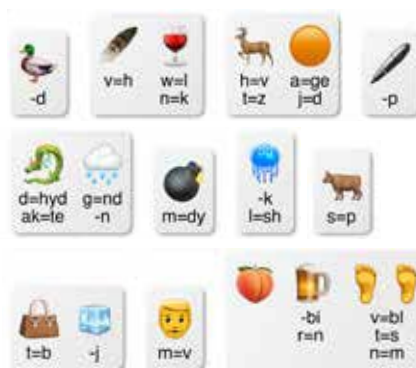 -d
v=h
w=l
n=k
h=v
t=z
a=ge
j=d
-p
d=hyd
ak=te
g=nd
-n
m=dy
-k
l=sh
s=p
t=b
-j
m=v
-bi
r=n
v=bl
t=s
n=m